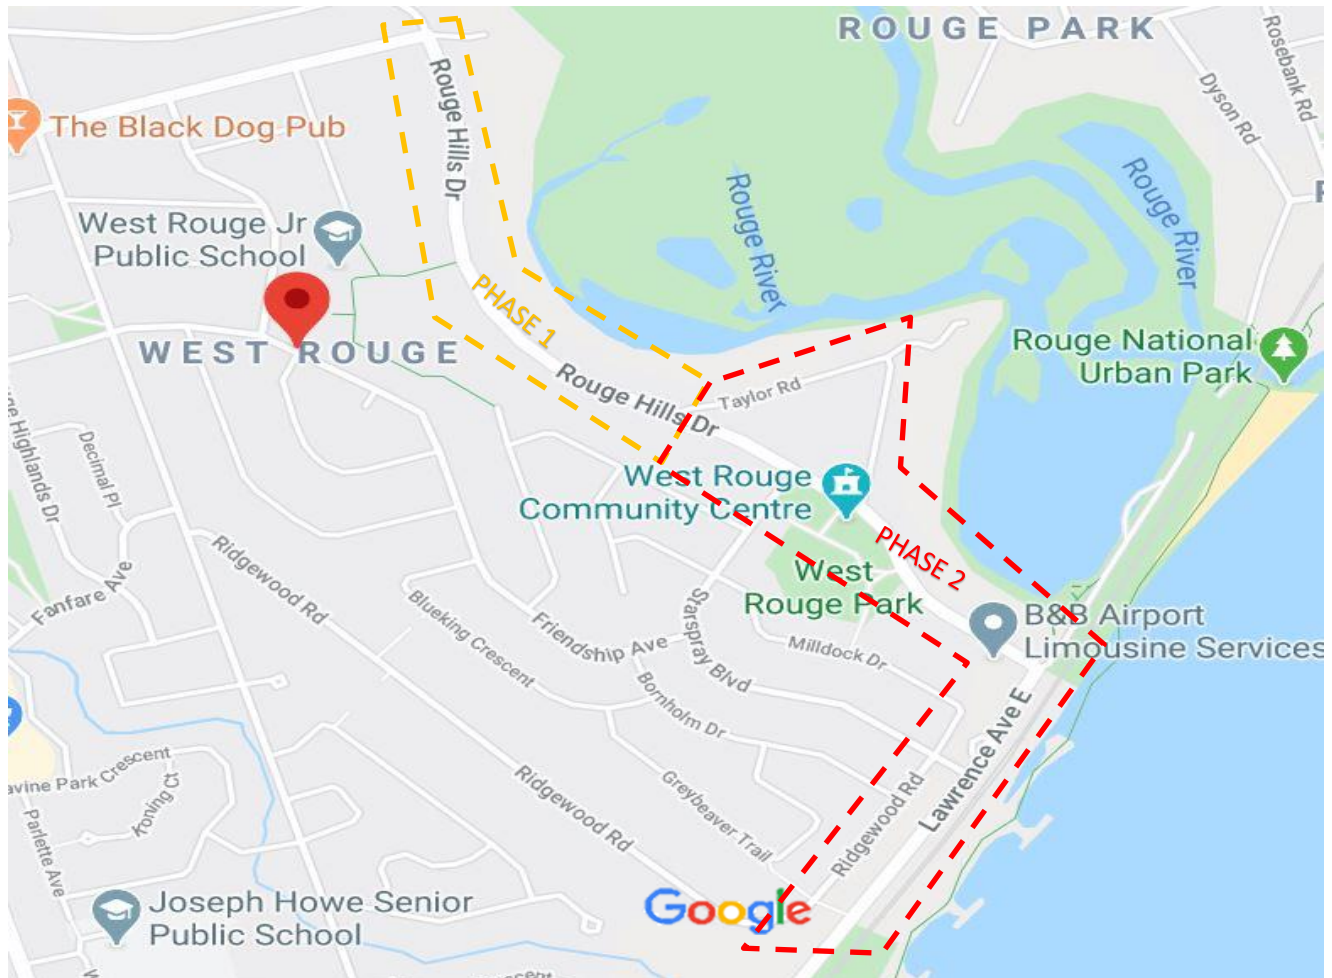 ROUGE PARK
Rosebank Rd
Dyson Rd
Rouge Hills Dr
The Black Dog Pub
Rouge River
Rouge River
West Rouge Jr
Public School
PHASE 1
WEST ROUGE
Rouge National
Urban Park
Rouge Hills Dr
Taylor Rd
Decimal Pl
Highlands Dr
West Rouge
Community Centre
PHASE 2
West
Rouge Park
Ridgewood Rd
Fanfare Ave
Blueking Crescent
Friendship Ave
Starspray Blvd
Milldock Dr
B&B Airport
Limousine Services
Bornholm Dr
Lawrence Ave E
avine Park Crescent
Koning Ct
Parlette Ave
Ridgewood Rd
Greybeaver Trail
Ridgewood Rd
Google
Joseph Howe Senior
Public School
Crescent